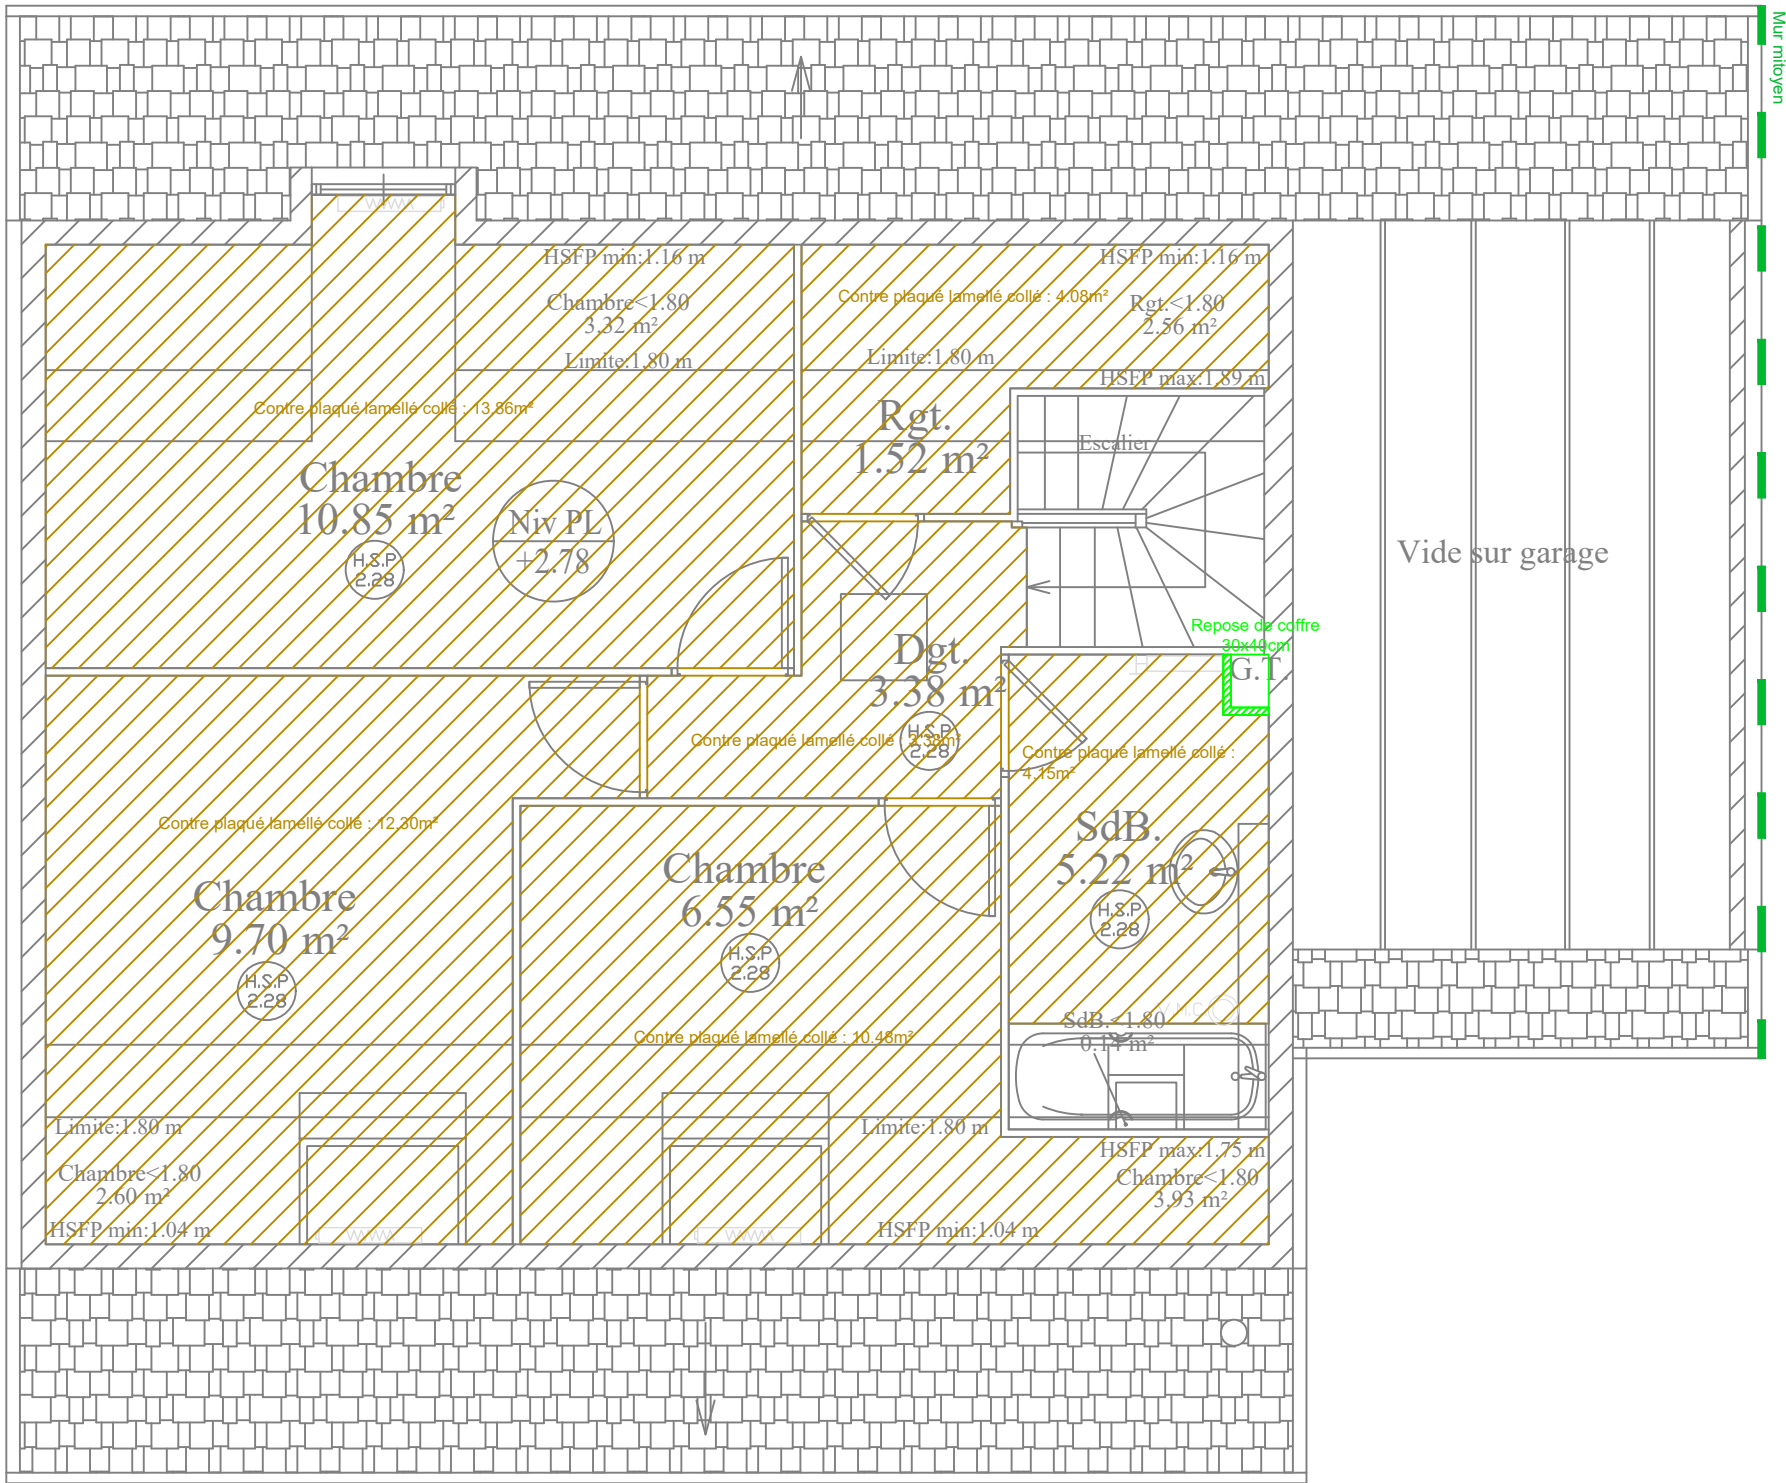 Mur mitoyen
HSFP min:1.16 m
Chambre<1.80
3.32 m²
Limite:1.80 m
HSFP min:1.16 m
Contre plaqué lamellé collé : 4.08m²
Rgt.<1.80
2.56 m²
Limite:1.80 m
HSFP max:1.89 m
Contre plaqué lamellé collé : 13.86m²
Rgt.
1.52 m²
Escalier
Chambre
10.85 m²
H.S.P
2.28
Niv PL
+2.78
Vide sur garage
Repose de coffre
30x40cm
G.T.
Dgt.
3.38 m²
H.S.P
2.28
Contre plaqué lamellé collé : 3.38m²
Contre plaqué lamellé collé :
4.15m²
Contre plaqué lamellé collé : 12.30m²
SdB.
5.22 m²
H.S.P
2.28
Chambre
6.55 m²
H.S.P
2.28
Chambre
9.70 m²
H.S.P
2.28
SdB.<1.80
0.14 m²
Contre plaqué lamellé collé : 10.48m²
Limite:1.80 m
Limite:1.80 m
Chambre<1.80
2.60 m²
HSFP min:1.04 m
HSFP max:1.75 m
Chambre<1.80
3.93 m²
HSFP min:1.04 m